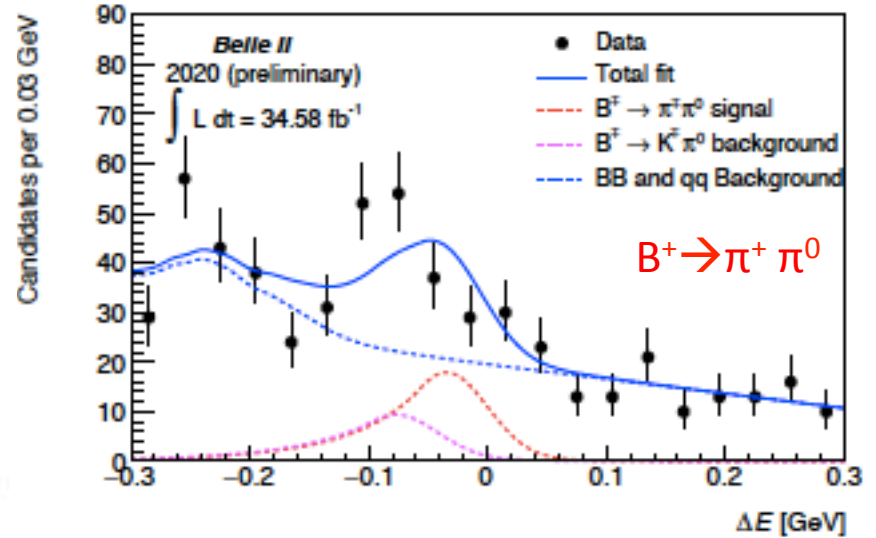 Candidates per 0.03 GeV
90
80
70
60
50
40
30
20
10
0
Belle II
2020 (preliminary)
∫ L dt = 34.58 fb⁻¹
Data
Total fit
B∓ → π∓π⁰ signal
B∓ → K∓π⁰ background
BB and qq Background
B⁺→π⁺ π⁰
−0.3 −0.2 −0.1 0 0.1 0.2 0.3
ΔE [GeV]